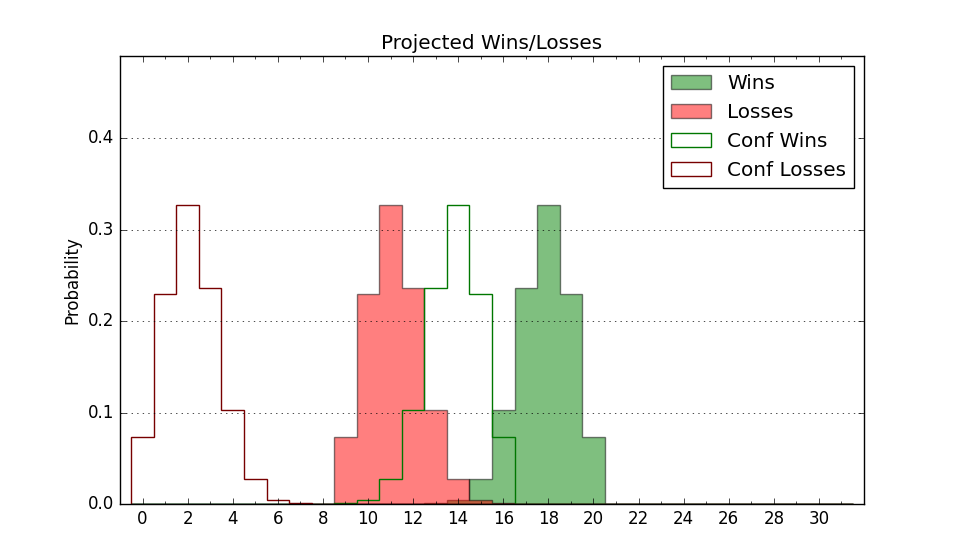 Projected Wins/Losses
Wins
Losses
Conf Wins
Conf Losses
Probability
0.4
0.3
0.2
0.1
0.0
0 2 4 6 8 10 12 14 16 18 20 22 24 26 28 30